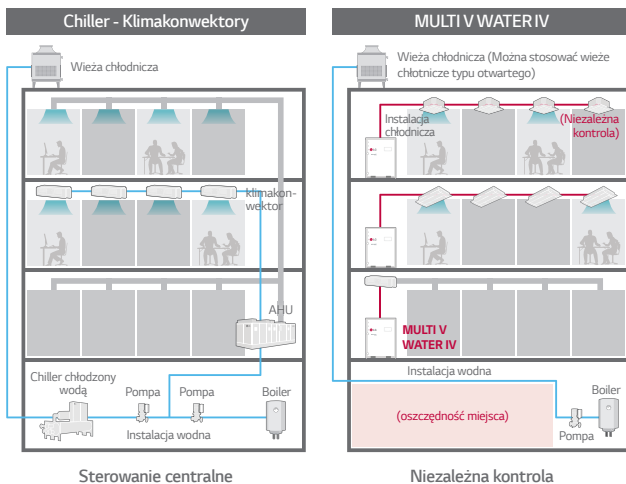 Chiller - Klimakonwektory
Wieża chłodnicza
klimakon-
wektor
AHU
Chiller chłodzony
wodą
Pompa
Pompa
Boiler
Instalacja wodna
Sterowanie centralne
MULTI V WATER IV
Wieża chłodnicza (Można stosować wieże
chłotnicze typu otwartego)
Instalacja
chłodnicza
(Niezależna
kontrola)
MULTI V
WATER IV
Instalacja wodna
(oszczędność miejsca)
Boiler
Pompa
Niezależna kontrola